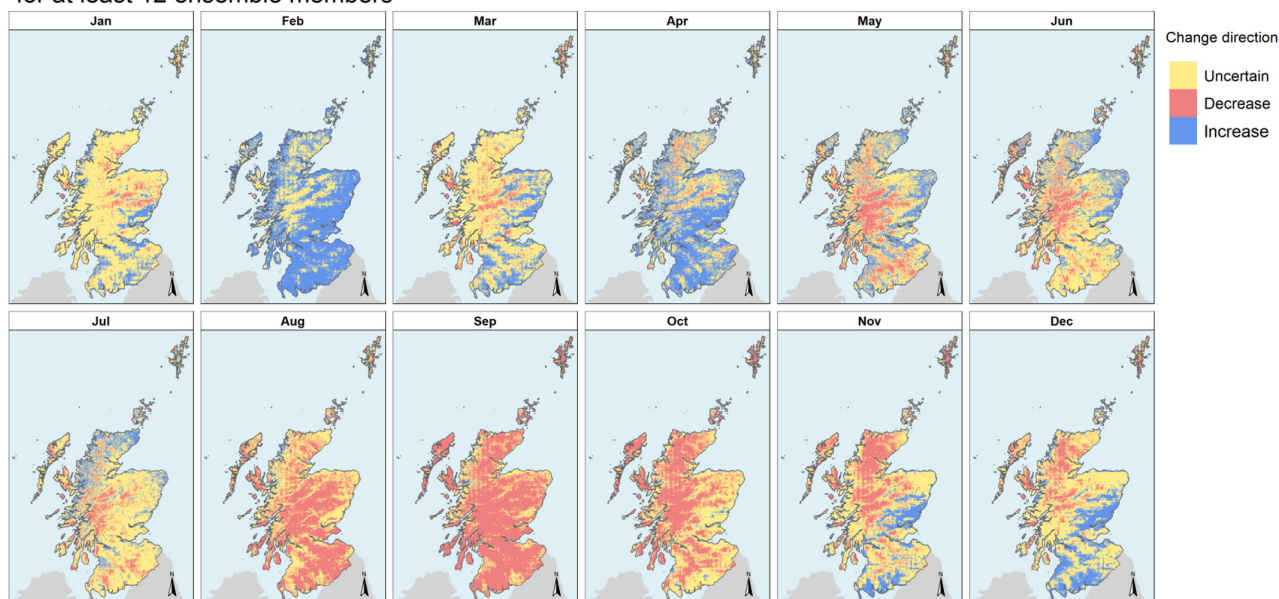 for at least 12 ensemble members
Jan
Feb
Mar
Apr
May
Jun
Change direction
Uncertain
Decrease
Increase
N
N
N
N
N
N
Jul
Aug
Sep
Oct
Nov
Dec
N
N
N
N
N
N